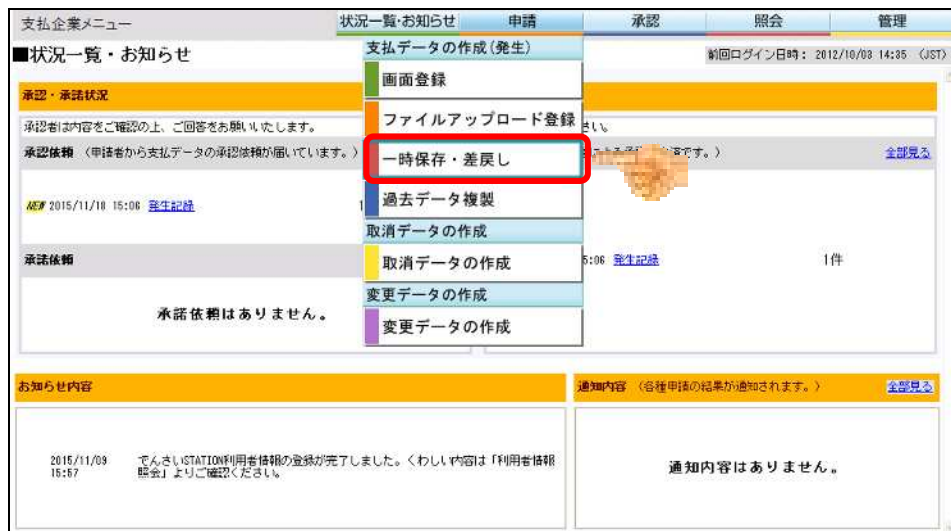 支払企業メニュー
状況一覧・お知らせ
申請
承認
照会
管理
■状況一覧・お知らせ
前回ログイン日時： 2012/10/03 14:35 (JST)
支払データの作成(発生)
画面登録
ファイルアップロード登録
一時保存・差戻し
過去データ複製
取消データの作成
取消データの作成
変更データの作成
変更データの作成
承認・承諾状況
承認者は内容をご確認の上、ご回答をお願いいたします。
さい。
承認依頼 （申請者から支払データの承認依頼が届いています。）
です。）
全部見る
NEW 2015/11/18 15:06 発生記録
1
5:06 発生記録
1件
承諾依頼
承諾依頼はありません。
お知らせ内容
通知内容 （各種申請の結果が通知されます。）
全部見る
2015/11/09
15:57
でんさいSTATION利用者情報の登録が完了しました。くわしい内容は「利用者情報
照会」よりご確認ください。
通知内容はありません。